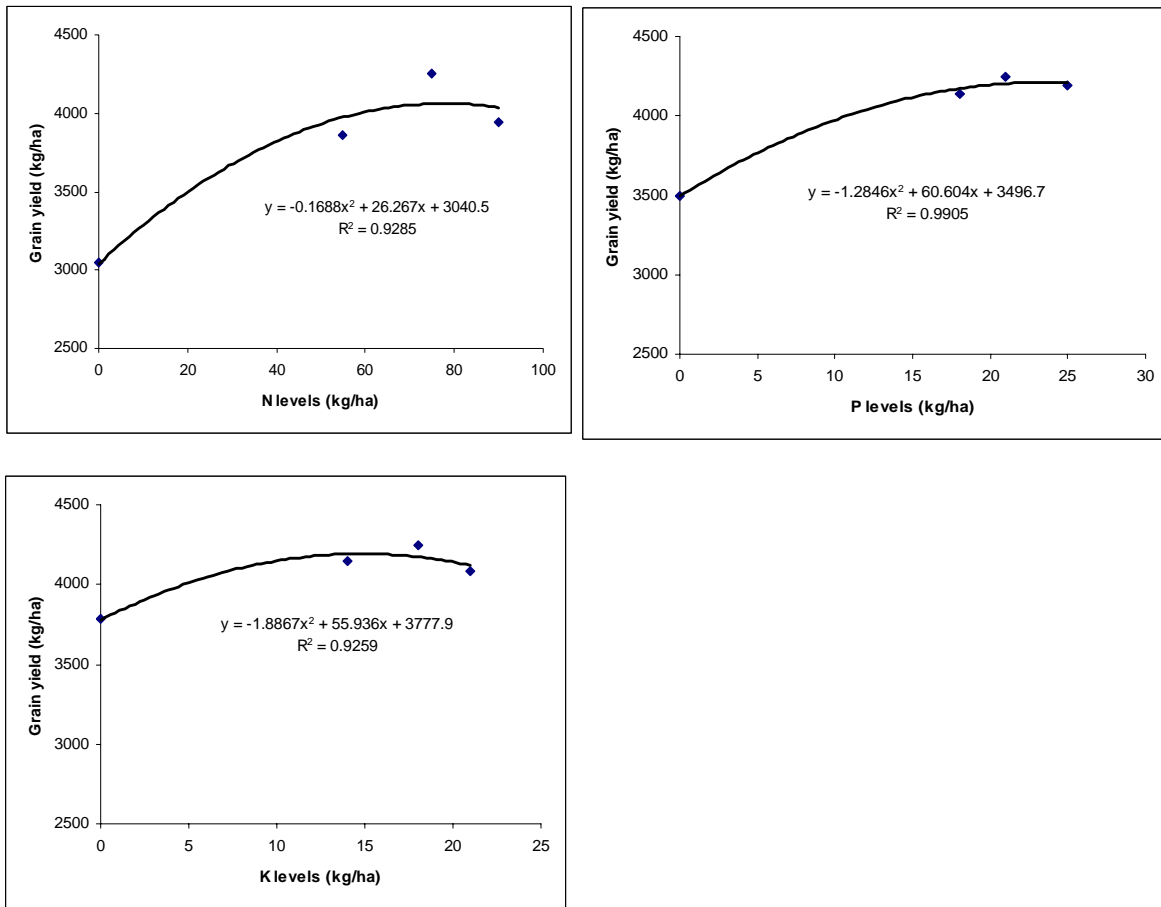 4500
4000
3500
3000
2500
Grain yield (kg/ha)
y = -0.1688x² + 26.267x + 3040.5
R² = 0.9285
0 20 40 60 80 100
N levels (kg/ha)
4500
4000
3500
3000
2500
Grain yield (kg/ha)
y = -1.2846x² + 60.604x + 3496.7
R² = 0.9905
0 5 10 15 20 25 30
P levels (kg/ha)
4500
4000
3500
3000
2500
Grain yield (kg/ha)
y = -1.8867x² + 55.936x + 3777.9
R² = 0.9259
0 5 10 15 20 25
K levels (kg/ha)